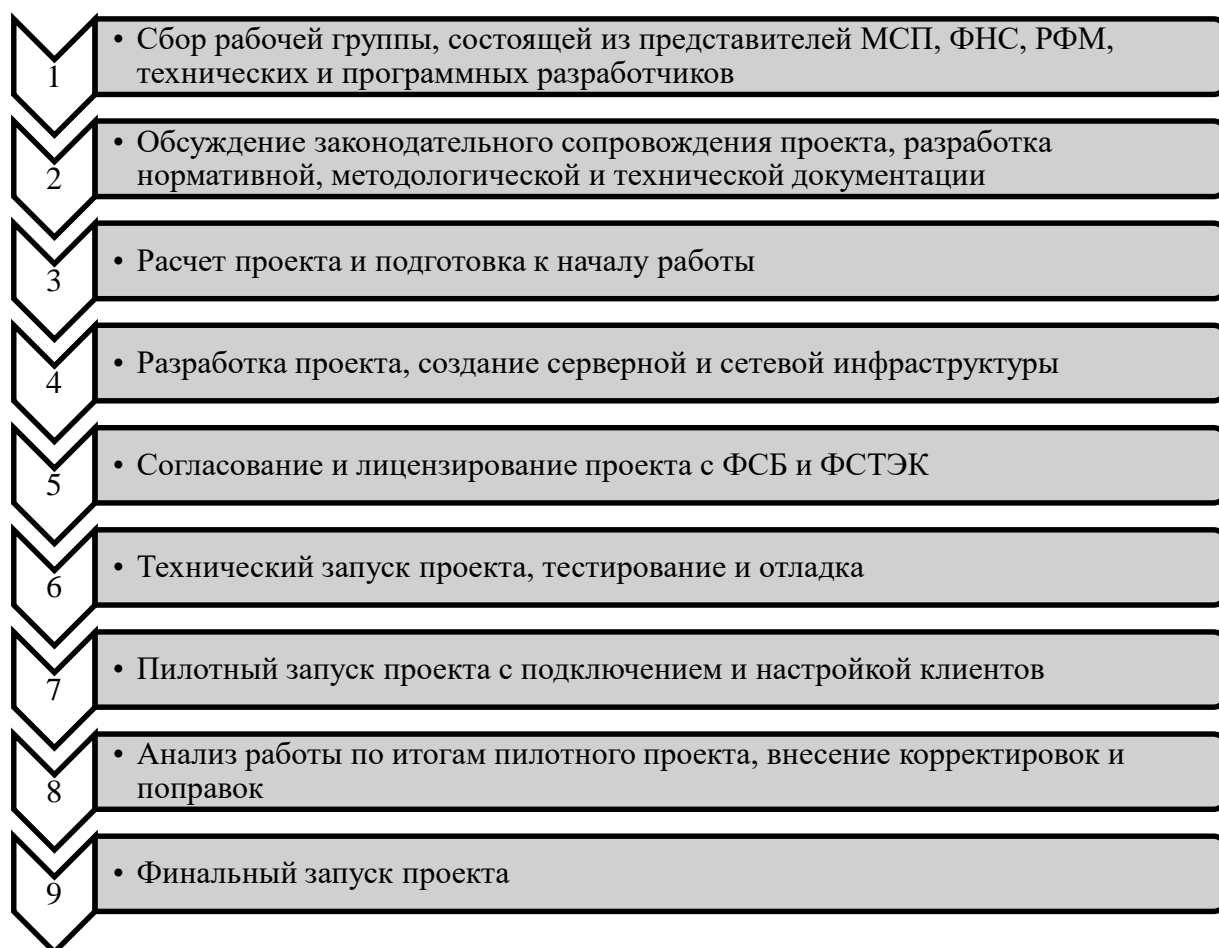 1
• Сбор рабочей группы, состоящей из представителей МСП, ФНС, РФМ,
технических и программных разработчиков
2
• Обсуждение законодательного сопровождения проекта, разработка
нормативной, методологической и технической документации
3
• Расчет проекта и подготовка к началу работы
4
• Разработка проекта, создание серверной и сетевой инфраструктуры
5
• Согласование и лицензирование проекта с ФСБ и ФСТЭК
6
• Технический запуск проекта, тестирование и отладка
7
• Пилотный запуск проекта с подключением и настройкой клиентов
8
• Анализ работы по итогам пилотного проекта, внесение корректировок и
поправок
9
• Финальный запуск проекта